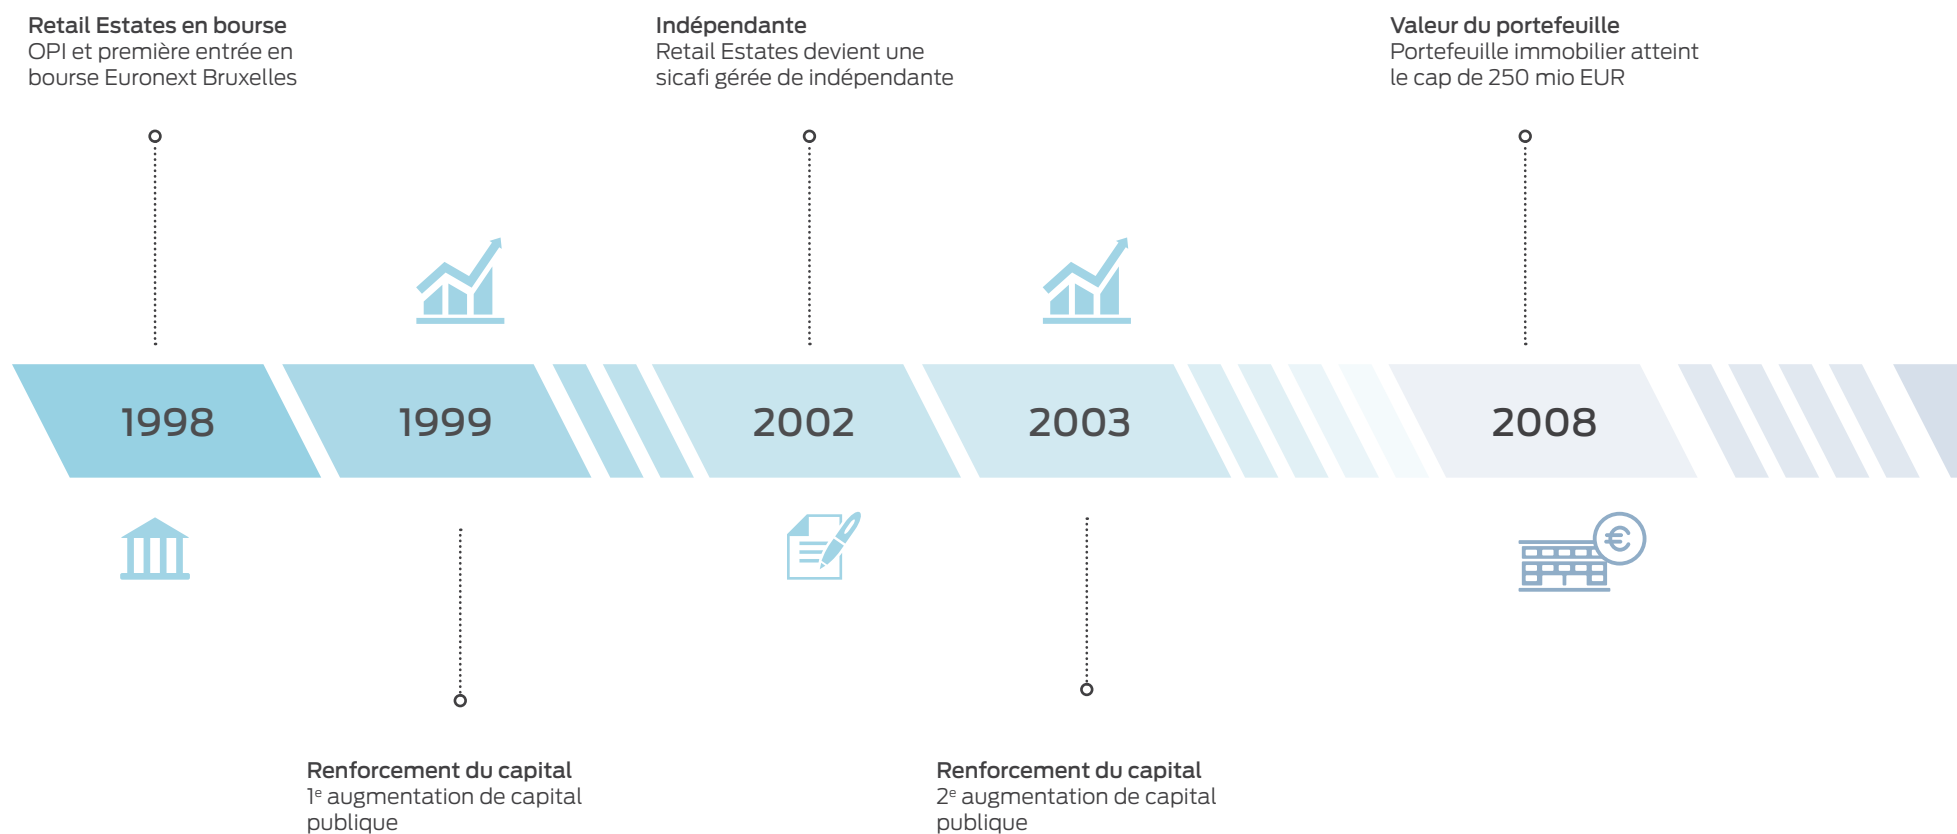 Retail Estates en bourse
OPI et première entrée en
bourse Euronext Bruxelles
Indépendante
Retail Estates devient une
sicafi gérée de indépendante
Valeur du portefeuille
Portefeuille immobilier atteint
le cap de 250 mio EUR
1998
1999
2002
2003
2008
€
Renforcement du capital
1ᵉ augmentation de capital
publique
Renforcement du capital
2ᵉ augmentation de capital
publique